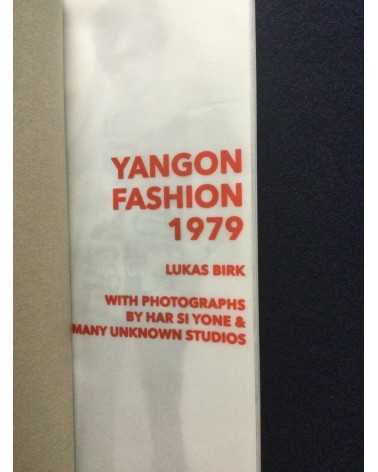 YANGON
FASHION
1979
LUKAS BIRK
WITH PHOTOGRAPHS
BY HAR SI YONE &
MANY UNKNOWN STUDIOS